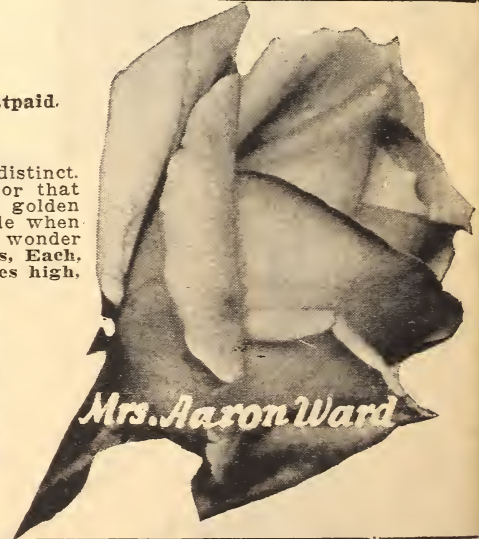 tpaid.
distinct.
or that
golden
le when
wonder
s, Each,
es high,
Mrs. Aaron Ward